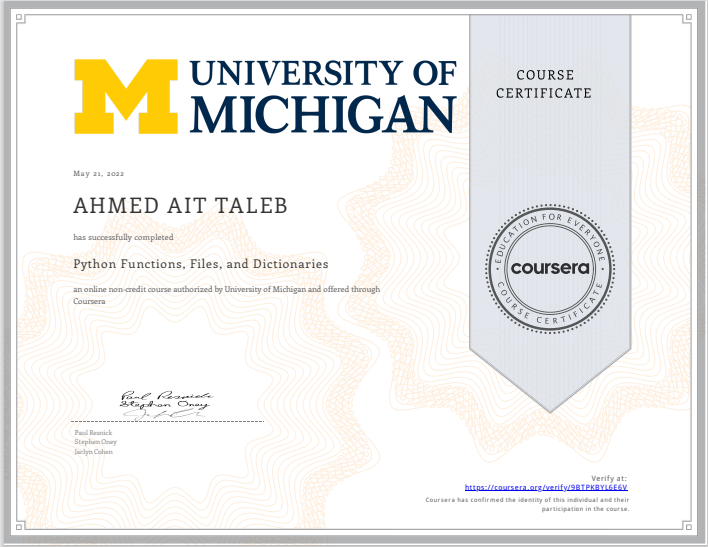 UNIVERSITY OF
MICHIGAN
COURSE
CERTIFICATE
May 21, 2022
AHMED AIT TALEB
has successfully completed
Python Functions, Files, and Dictionaries
an online non-credit course authorized by University of Michigan and offered through
Coursera
EDUCATION FOR EVERYONE
coursera
COURSE CERTIFICATE
Paul Resnick
Stephen Oney
Paul Resnick
Stephen Oney
Jaclyn Cohen
Verify at:
https://coursera.org/verify/9BTPKBYL6E6V
Coursera has confirmed the identity of this individual and their
participation in the course.